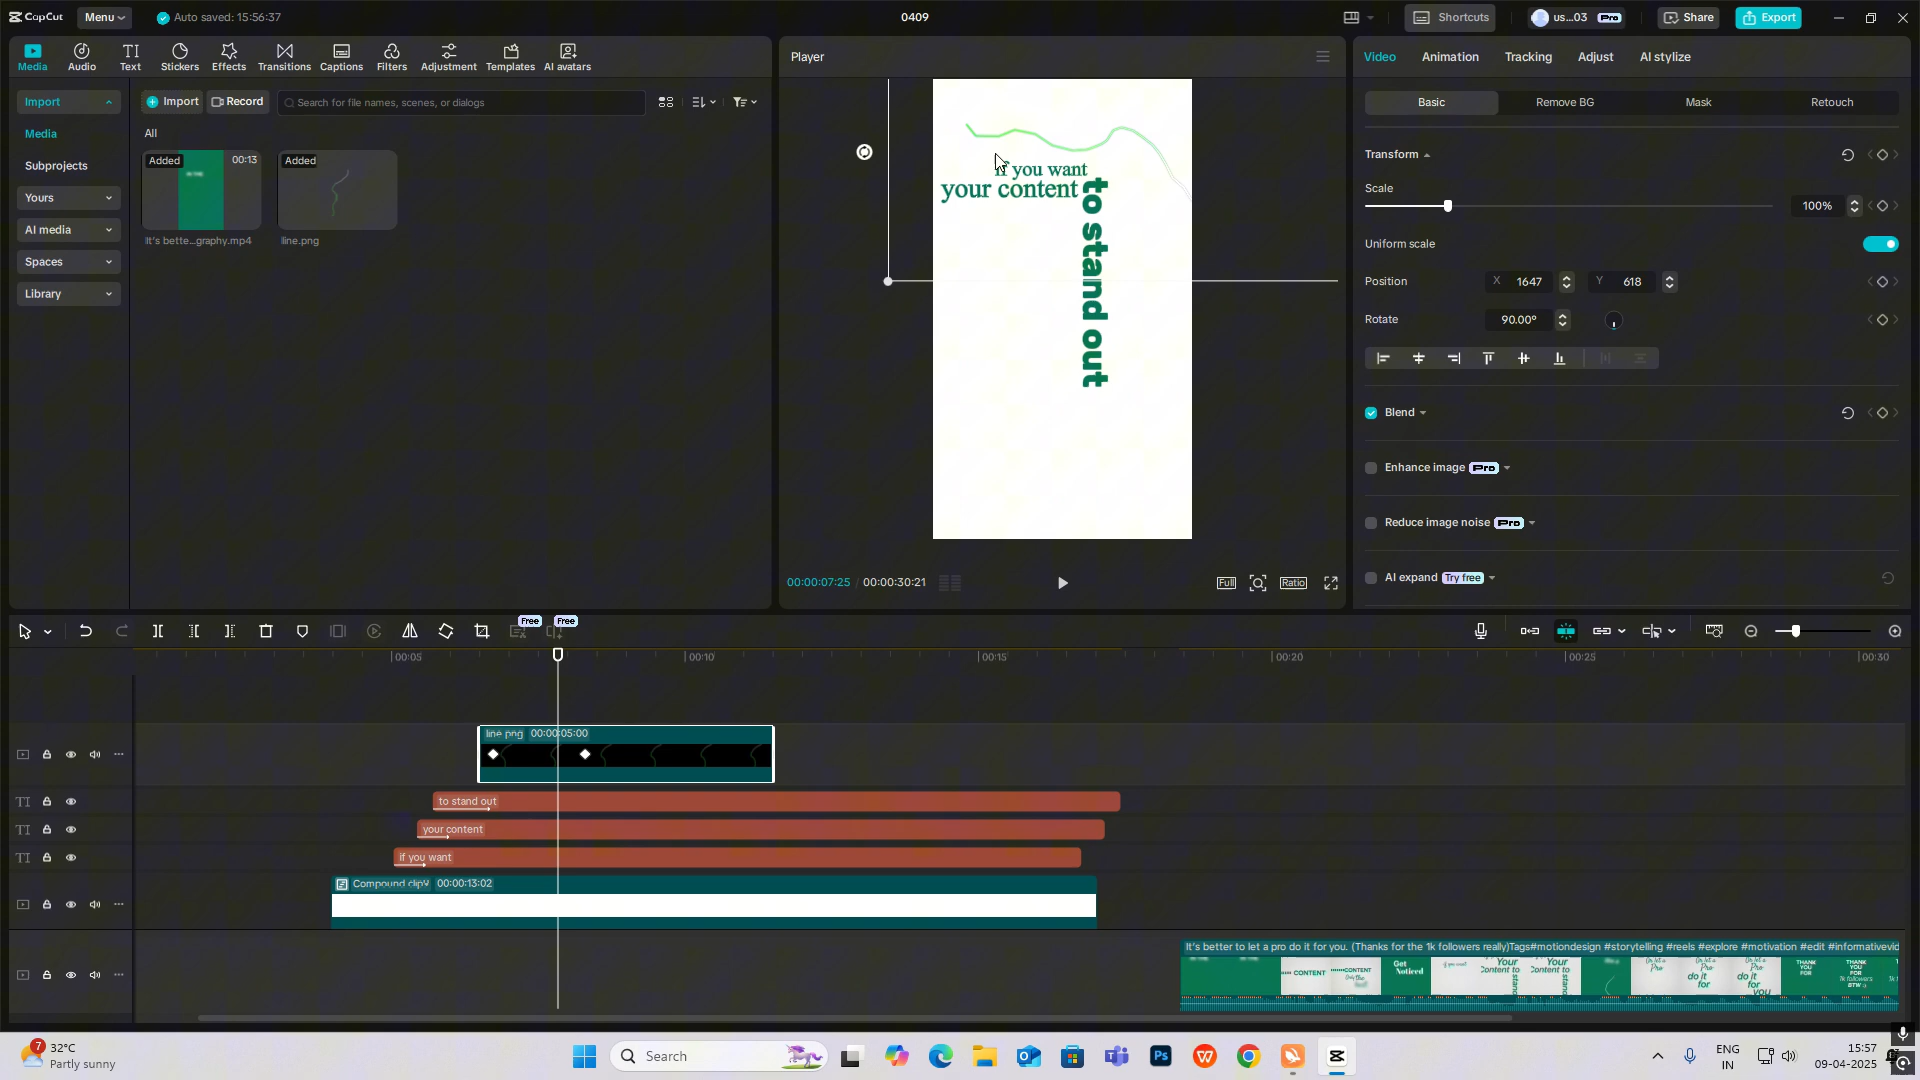 CapCut
Menu
Auto saved: 15:56:37
0409
Shortcuts
us...03
Pro
Share
Export
Media
Audio
Text
Stickers
Effects
Transitions
Captions
Filters
Adjustment
Templates
AI avatars
Import
Media
Subprojects
Yours
AI media
Spaces
Library
Import
Record
Search for file names, scenes, or dialogs
All
Added
00:13
It's bette...graphy.mp4
Added
line.png
Player
if you want
your content
to stand out
00:00:07:25 / 00:00:30:21
Full
Ratio
Video
Animation
Tracking
Adjust
AI stylize
Basic
Remove BG
Mask
Retouch
Transform
Scale
100%
Uniform scale
Position
X 1647
Y 618
Rotate
90.00°
Blend
Enhance image Pro
Reduce image noise Pro
AI expand Try free
Free
Free
00:05
00:10
00:15
00:20
00:25
00:30
line.png 00:00:05:00
to stand out
your content
if you want
Compound clip1 00:00:13:02
It's better to let a pro do it for you. (Thanks for the 1k followers really)Tags#motiondesign #storytelling #reels #explore #motivation #edit #informativevid
7
32°C
Partly sunny
Search
ENG
IN
15:57
09-04-2025